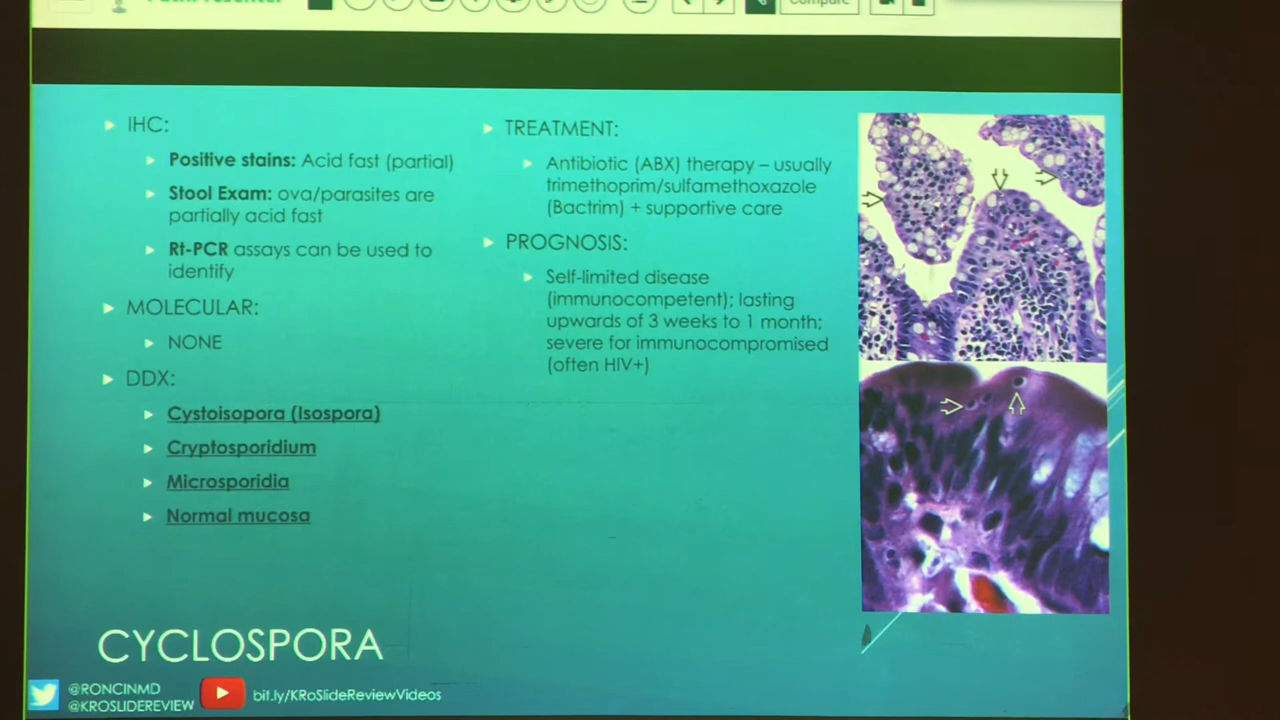 Compare
IHC:
Positive stains: Acid fast (partial)
Stool Exam: ova/parasites are
partially acid fast
Rt-PCR assays can be used to
identify
MOLECULAR:
NONE
DDX:
Cystoisopora (Isospora)
Cryptosporidium
Microsporidia
Normal mucosa
TREATMENT:
Antibiotic (ABX) therapy – usually
trimethoprim/sulfamethoxazole
(Bactrim) + supportive care
PROGNOSIS:
Self-limited disease
(immunocompetent); lasting
upwards of 3 weeks to 1 month;
severe for immunocompromised
(often HIV+)
CYCLOSPORA
@RONCINMD
@KROSLIDEREVIEW
bit.ly/KRoSlideReviewVideos